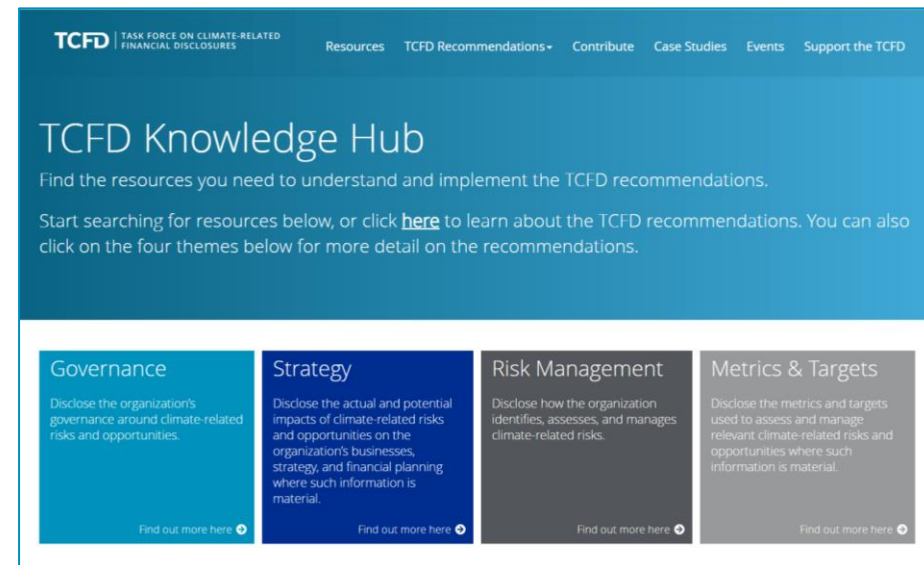 TCFD TASK FORCE ON CLIMATE-RELATED
FINANCIAL DISCLOSURES
Resources TCFD Recommendations Contribute Case Studies Events Support the TCFD
TCFD Knowledge Hub
Find the resources you need to understand and implement the TCFD recommendations.
Start searching for resources below, or click here to learn about the TCFD recommendations. You can also
click on the four themes below for more detail on the recommendations.
Governance
Disclose the organization's
governance around climate-related
risks and opportunities.
Find out more here
Strategy
Disclose the actual and potential
impacts of climate-related risks
and opportunities on the
organization's businesses,
strategy, and financial planning
where such information is
material.
Find out more here
Risk Management
Disclose how the organization
identifies, assesses, and manages
climate-related risks.
Find out more here
Metrics & Targets
Disclose the metrics and targets
used to assess and manage
relevant climate-related risks and
opportunities where such
information is material.
Find out more here